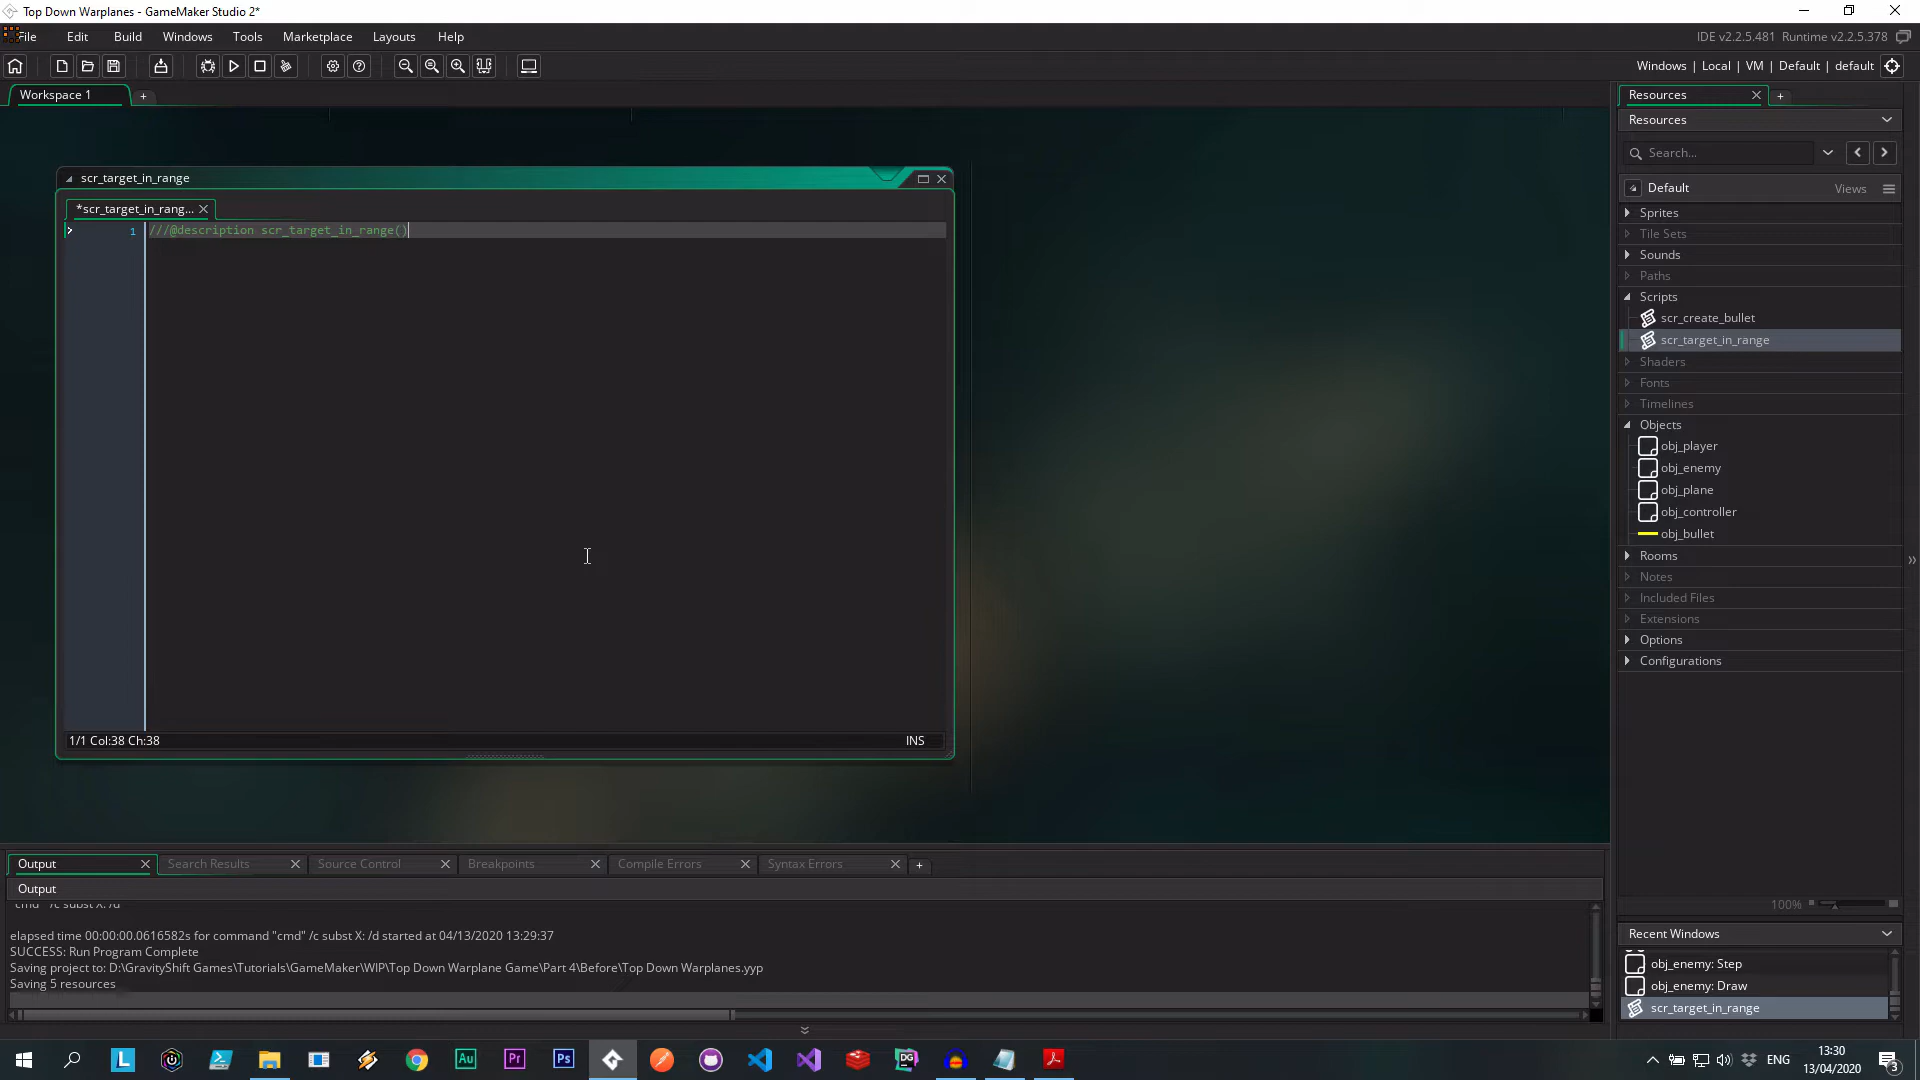 Top Down Warplanes - GameMaker Studio 2*
File Edit Build Windows Tools Marketplace Layouts Help
IDE v2.2.5.481 Runtime v2.2.5.378
Windows | Local | VM | Default | default
Workspace 1
Resources
Resources
Search...
Default
Views
Sprites
Tile Sets
Sounds
Paths
Scripts
scr_create_bullet
scr_target_in_range
Shaders
Fonts
Timelines
Objects
obj_player
obj_enemy
obj_plane
obj_controller
obj_bullet
Rooms
Notes
Included Files
Extensions
Options
Configurations
100%
Recent Windows
obj_enemy: Step
obj_enemy: Draw
scr_target_in_range
scr_target_in_range
*scr_target_in_rang...
1 ///@description scr_target_in_range()
1/1 Col:38 Ch:38
INS
Output Search Results Source Control Breakpoints Compile Errors Syntax Errors
Output
"cmd" /c subst X: /d
elapsed time 00:00:00.0616582s for command "cmd" /c subst X: /d started at 04/13/2020 13:29:37
SUCCESS: Run Program Complete
Saving project to: D:\GravityShift Games\Tutorials\GameMaker\WIP\Top Down Warplane Game\Part 4\Before\Top Down Warplanes.yyp
Saving 5 resources
L
Au
Pr
Ps
DG
ENG
13:30
13/04/2020
3